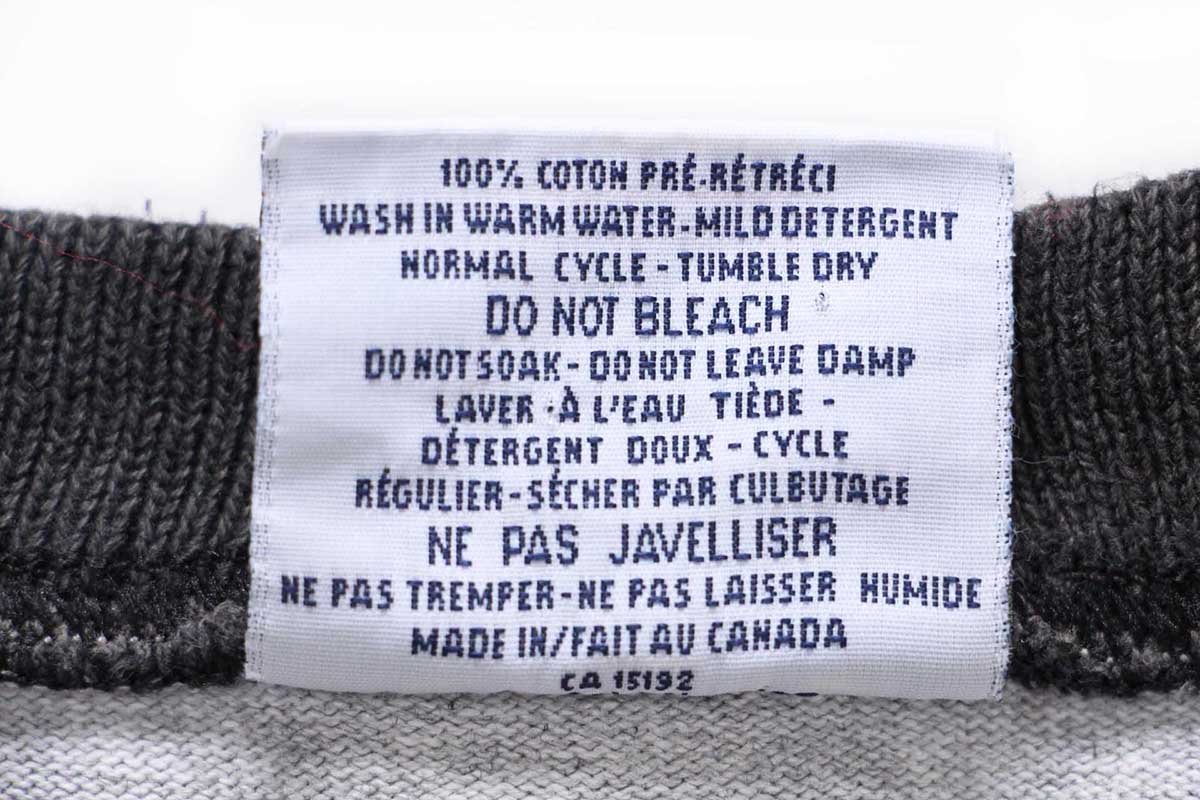 100% COTON PRÉ-RÉTRÉCI
WASH IN WARM WATER-MILD DETERGENT
NORMAL CYCLE - TUMBLE DRY
DO NOT BLEACH
DO NOT SOAK - DO NOT LEAVE DAMP
LAVER · À L'EAU TIÈDE -
DÉTERGENT DOUX - CYCLE
RÉGULIER-SÉCHER PAR CULBUTAGE
NE PAS JAVELLISER
NE PAS TREMPER-NE PAS LAISSER HUMIDE
MADE IN/FAIT AU CANADA
CA 15192